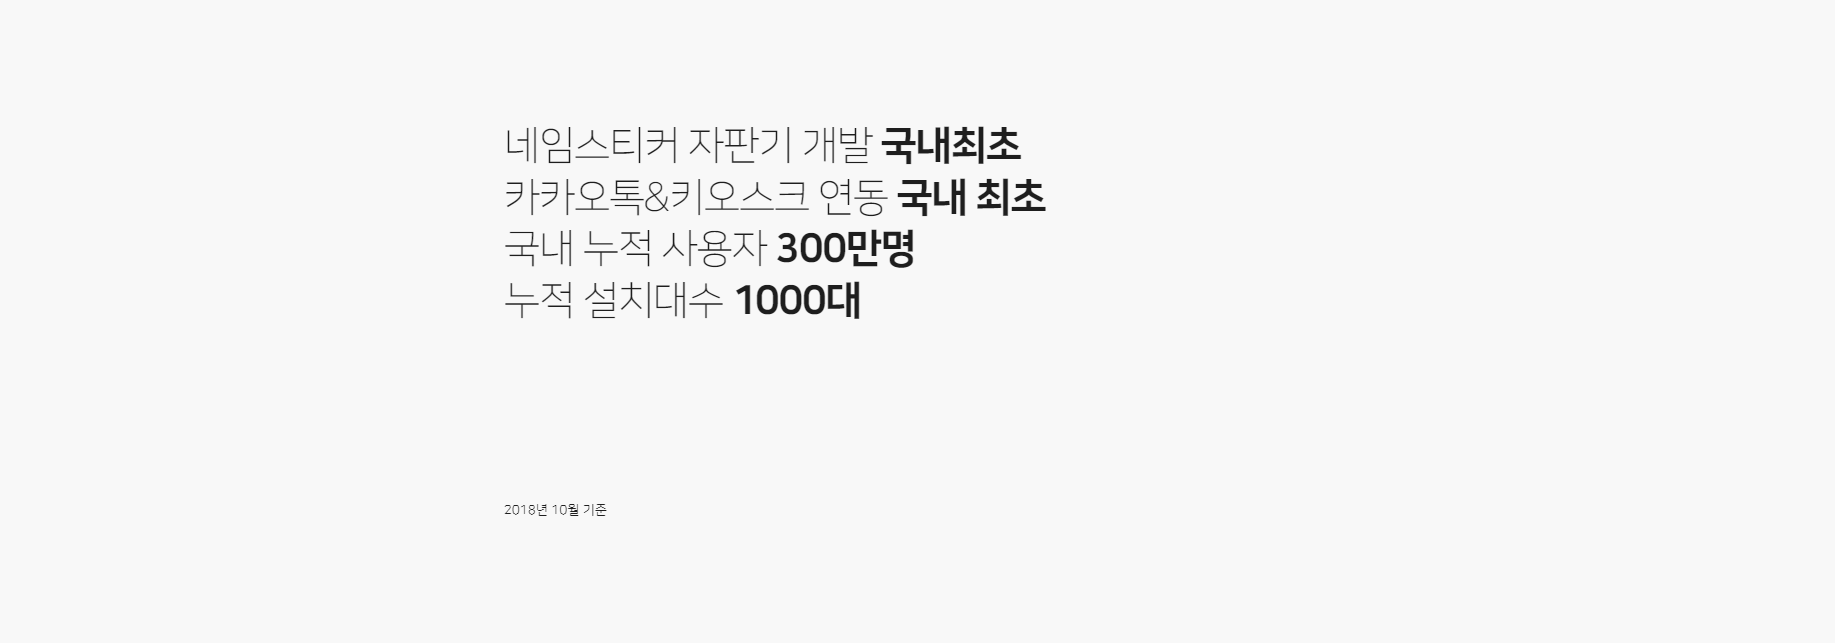 네임스티커 자판기 개발 국내최초
카카오톡&키오스크 연동 국내 최초
국내 누적 사용자 300만명
누적 설치대수 1000대
2018년 10월 기준